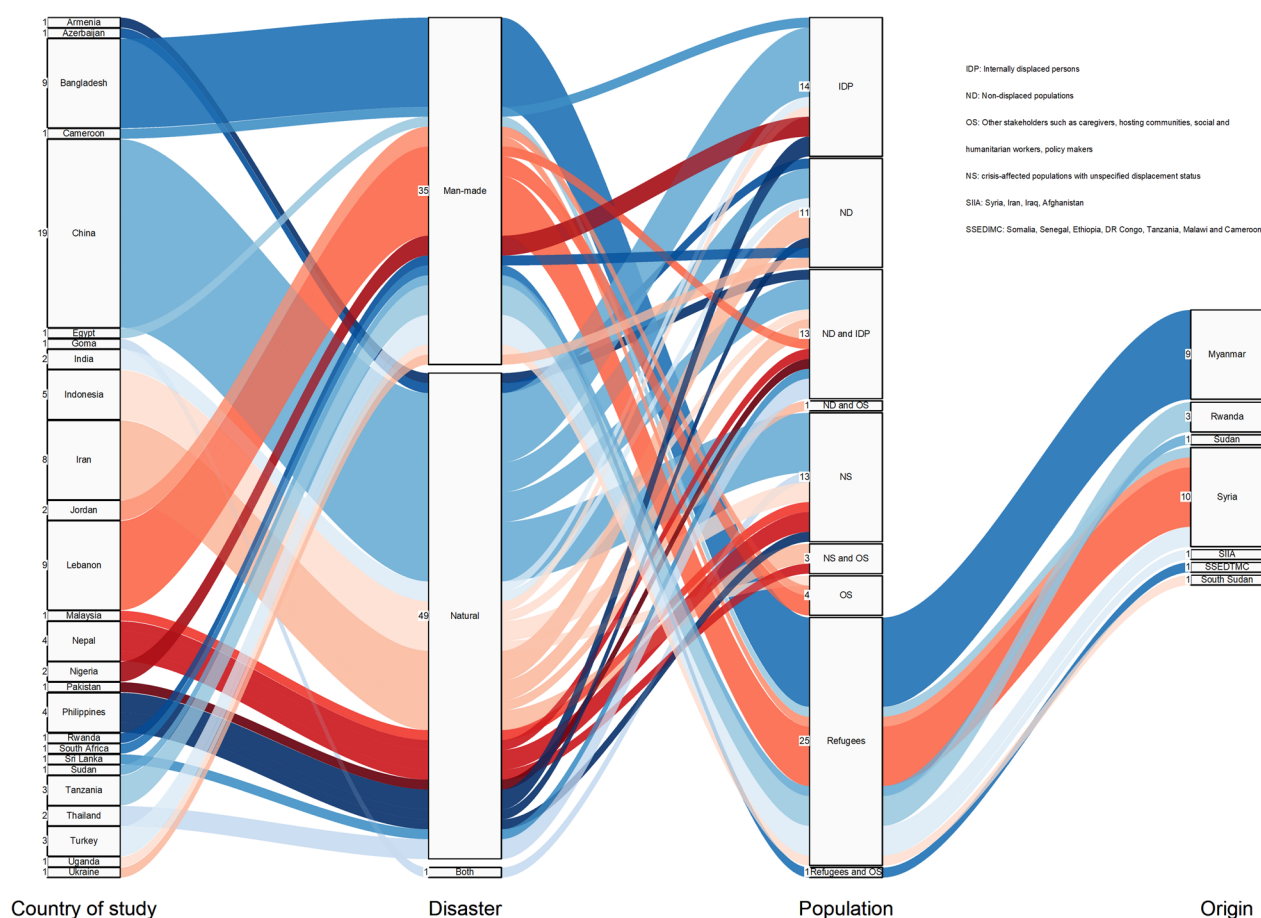 1 Armenia
1 Azerbaijan
9 Bangladesh
1 Cameroon
19 China
1 Egypt
1 Goma
2 India
5 Indonesia
8 Iran
2 Jordan
9 Lebanon
1 Malaysia
4 Nepal
2 Nigeria
1 Pakistan
4 Philippines
1 Rwanda
1 South Africa
1 Sri Lanka
1 Sudan
3 Tanzania
2 Thailand
3 Turkey
1 Uganda
1 Ukraine
35 Man-made
49 Natural
1 Both
14 IDP
11 ND
13 ND and IDP
1 ND and OS
13 NS
3 NS and OS
4 OS
25 Refugees
1 Refugees and OS
IDP: Internally displaced persons
ND: Non-displaced populations
OS: Other stakeholders such as caregivers, hosting communities, social and
humanitarian workers, policy makers
NS: crisis-affected populations with unspecified displacement status
SIIA: Syria, Iran, Iraq, Afghanistan
SSEDIMC: Somalia, Senegal, Ethiopia, DR Congo, Tanzania, Malawi and Cameroon
9 Myanmar
3 Rwanda
1 Sudan
10 Syria
1 SIIA
1 SSEDTMC
1 South Sudan
Country of study
Disaster
Population
Origin